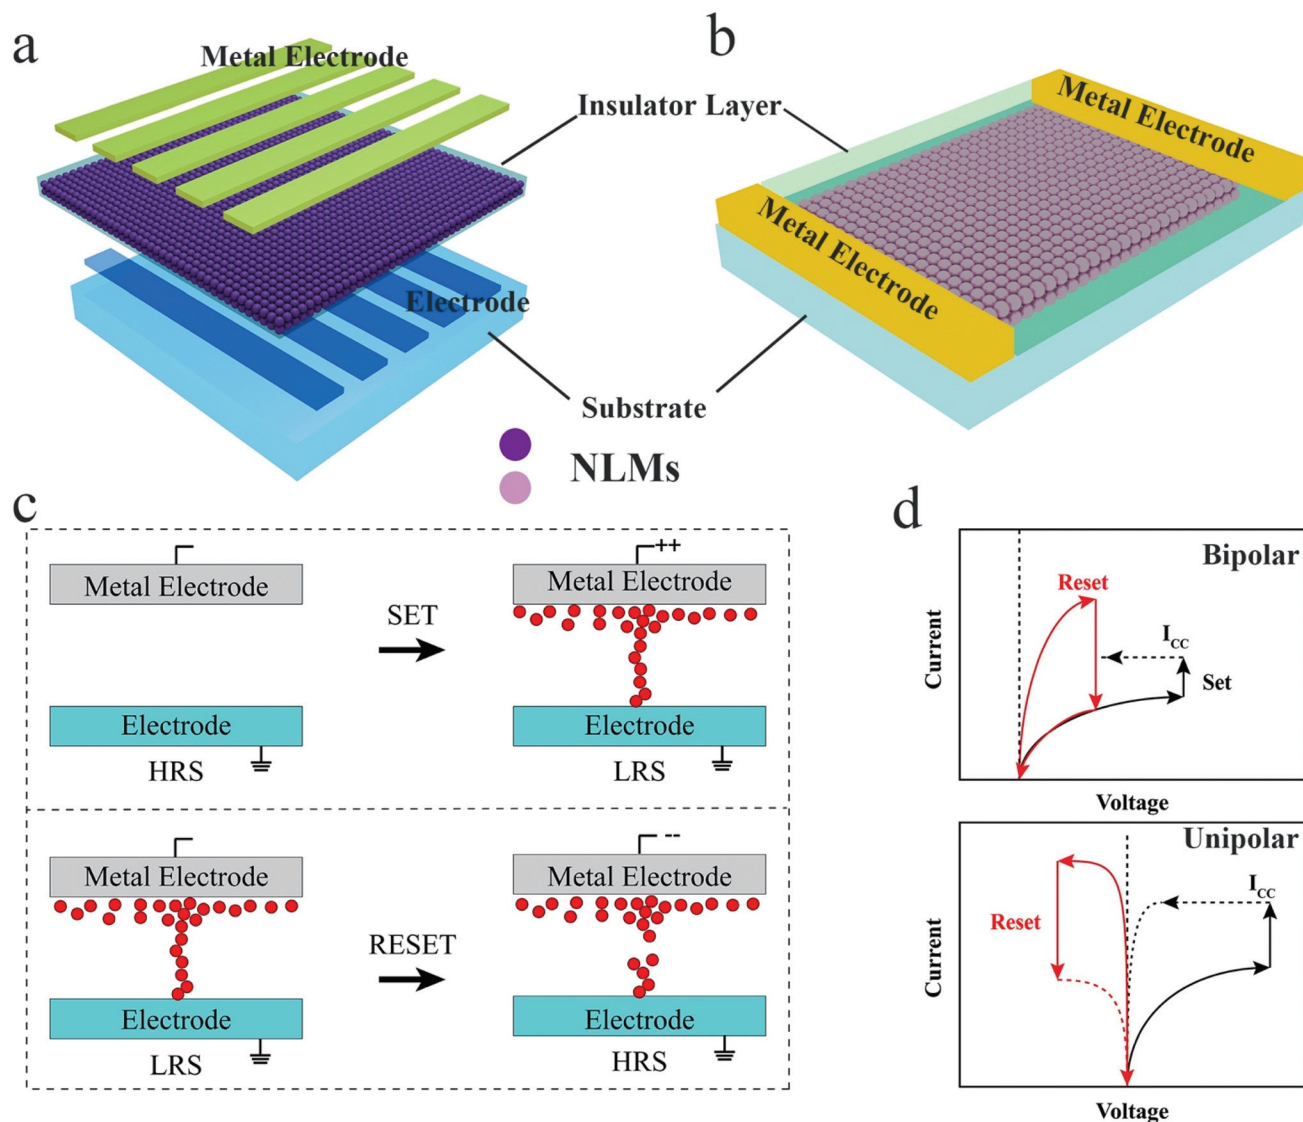 a
Metal Electrode
b
Insulator Layer
Metal Electrode
Metal Electrode
Electrode
Substrate
NLMs
c
Metal Electrode
SET
++
Metal Electrode
Electrode
HRS
Electrode
LRS
Metal Electrode
RESET
--
Metal Electrode
Electrode
LRS
Electrode
HRS
d
Bipolar
Reset
Icc
Set
Current
Voltage
Unipolar
Icc
Reset
Current
Voltage